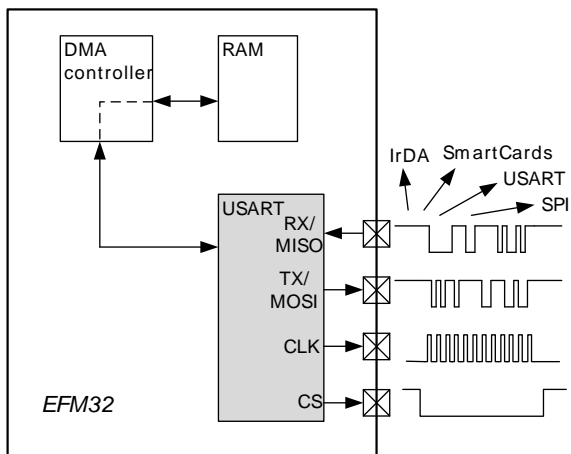 DMA
controller
RAM
IrDA
SmartCards
USART
SPI
USART
RX/
MISO
TX/
MOSI
CLK
CS
EFM32